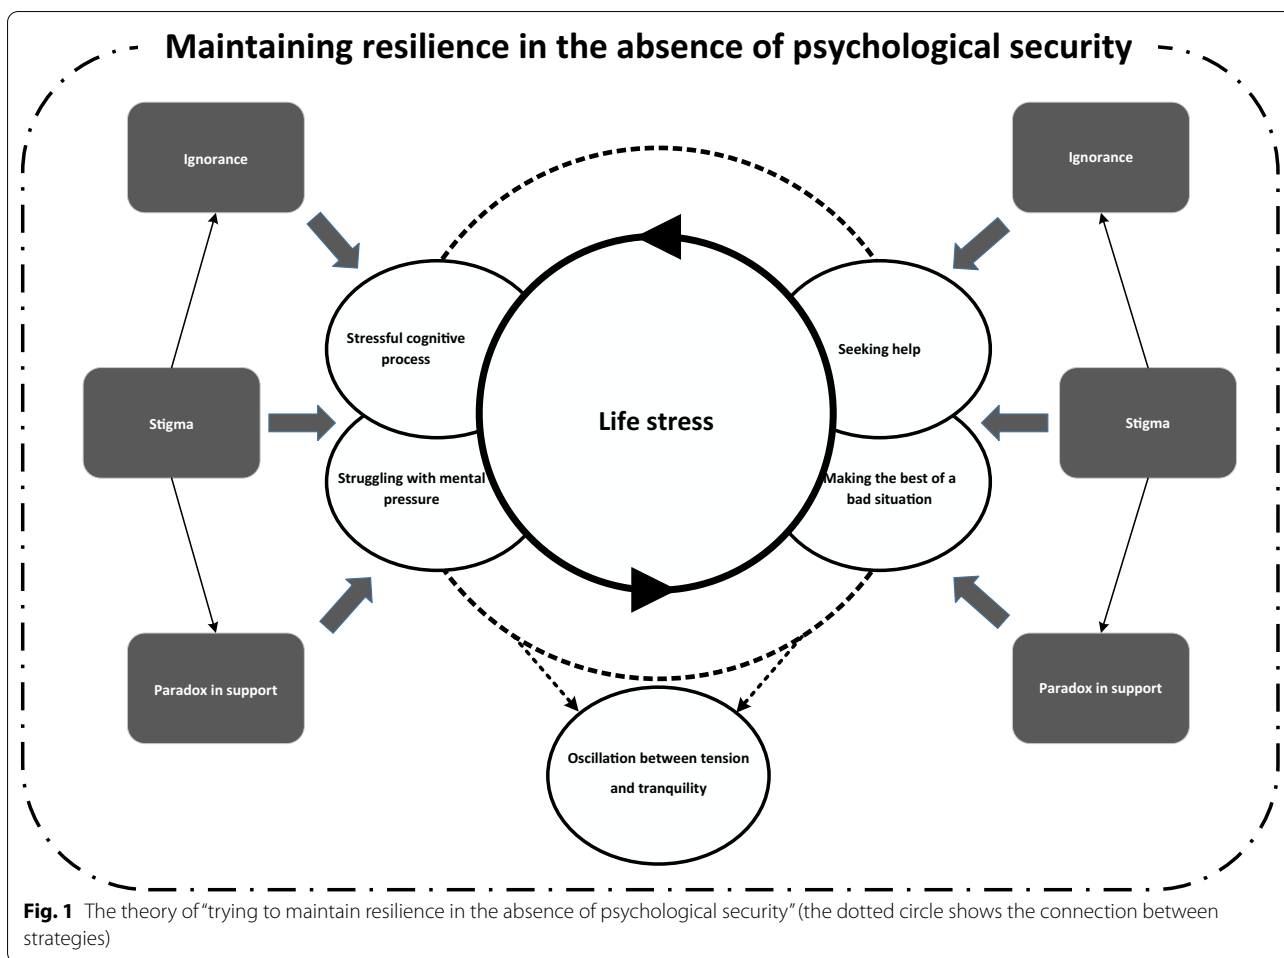 Maintaining resilience in the absence of psychological security
Ignorance
Ignorance
Stressful cognitive
process
Seeking help
Life stress
Stigma
Stigma
Struggling with mental
pressure
Making the best of a
bad situation
Paradox in support
Paradox in support
Oscillation between tension
and tranquility
Fig. 1 The theory of “trying to maintain resilience in the absence of psychological security” (the dotted circle shows the connection between
strategies)